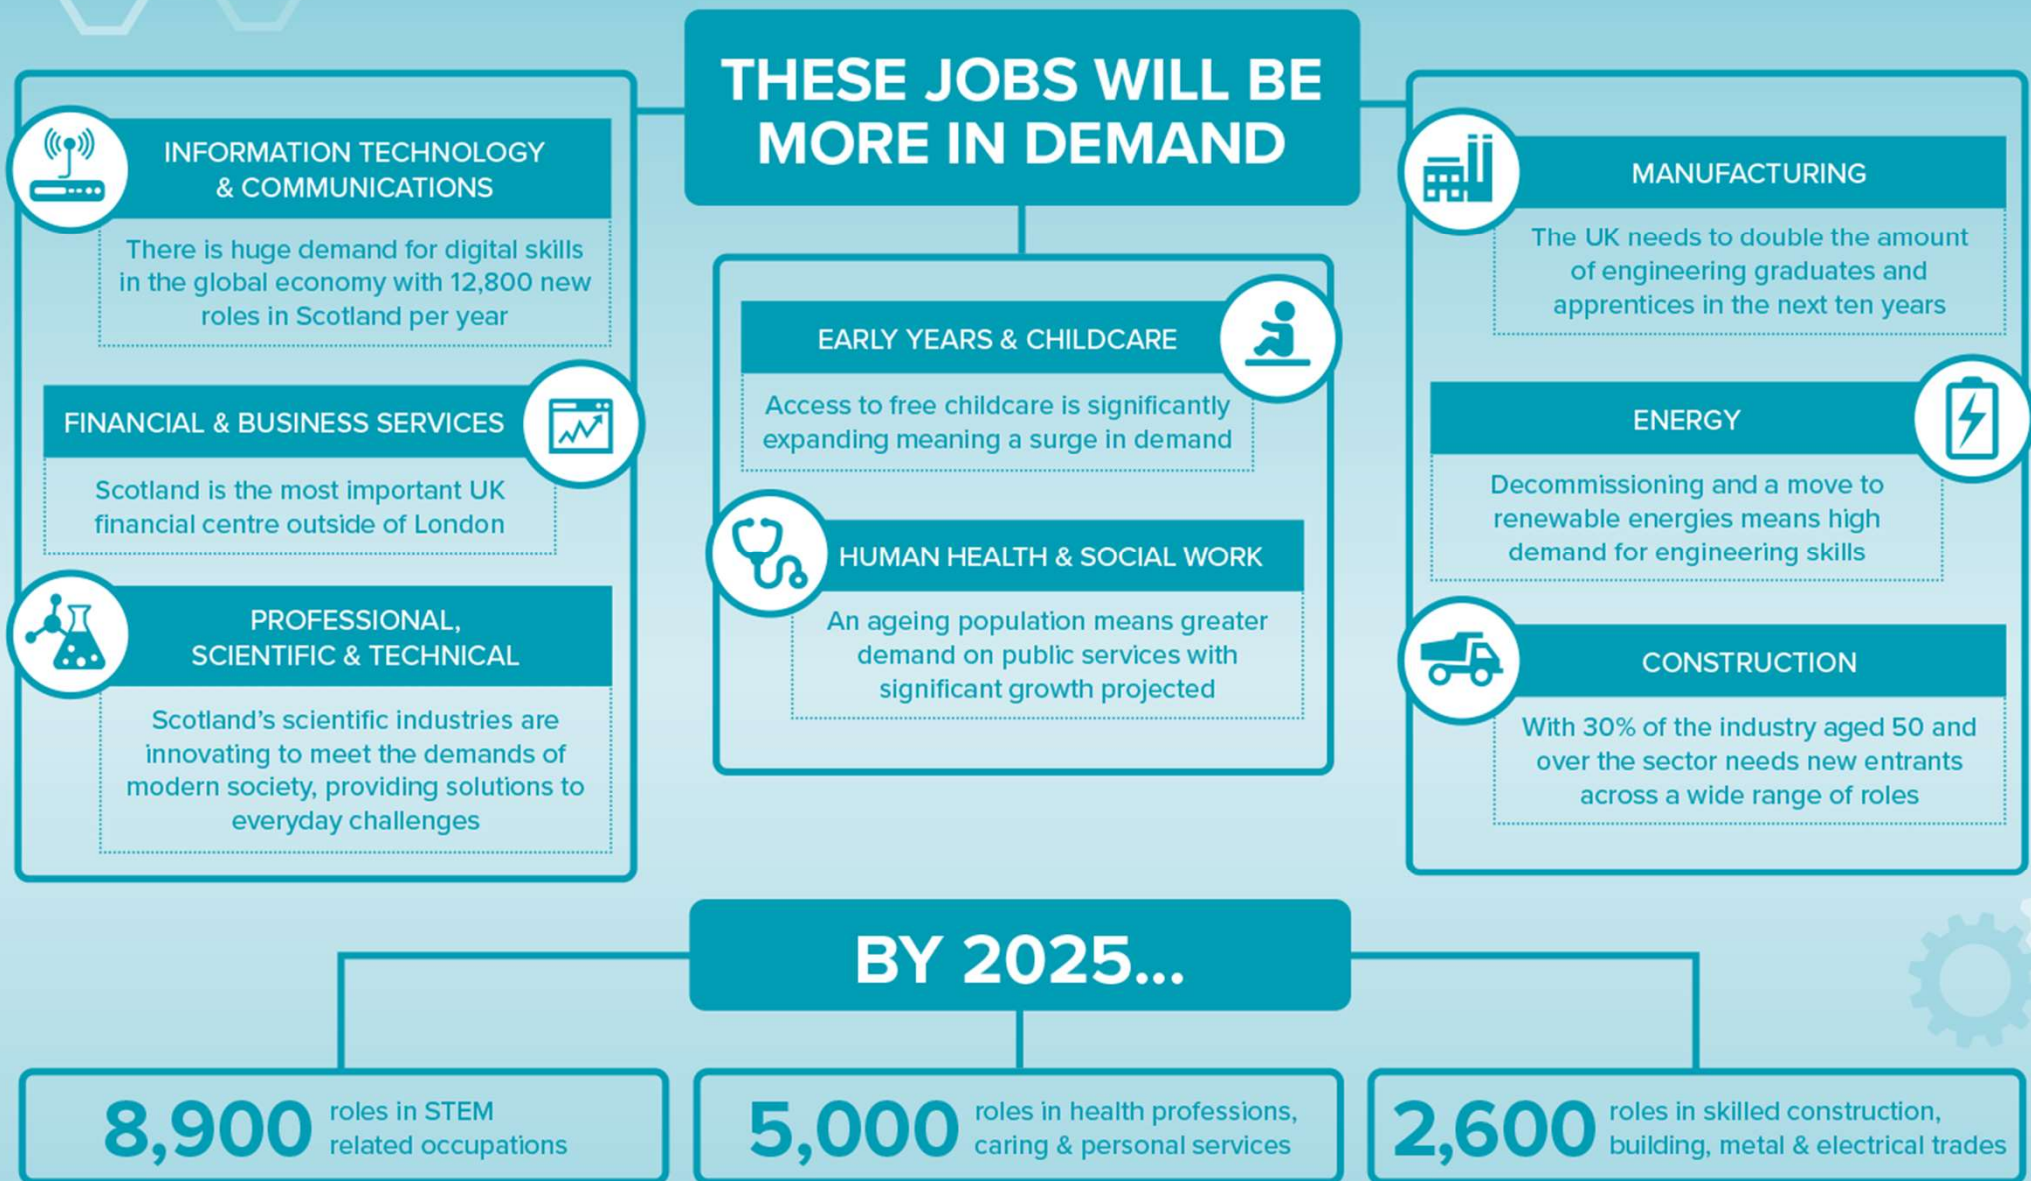 THESE JOBS WILL BE
MORE IN DEMAND
INFORMATION TECHNOLOGY
& COMMUNICATIONS
There is huge demand for digital skills
in the global economy with 12,800 new
roles in Scotland per year
FINANCIAL & BUSINESS SERVICES
Scotland is the most important UK
financial centre outside of London
PROFESSIONAL,
SCIENTIFIC & TECHNICAL
Scotland's scientific industries are
innovating to meet the demands of
modern society, providing solutions to
everyday challenges
EARLY YEARS & CHILDCARE
Access to free childcare is significantly
expanding meaning a surge in demand
HUMAN HEALTH & SOCIAL WORK
An ageing population means greater
demand on public services with
significant growth projected
MANUFACTURING
The UK needs to double the amount
of engineering graduates and
apprentices in the next ten years
ENERGY
Decommissioning and a move to
renewable energies means high
demand for engineering skills
CONSTRUCTION
With 30% of the industry aged 50 and
over the sector needs new entrants
across a wide range of roles
BY 2025...
8,900
roles in STEM
related occupations
5,000
roles in health professions,
caring & personal services
2,600
roles in skilled construction,
building, metal & electrical trades